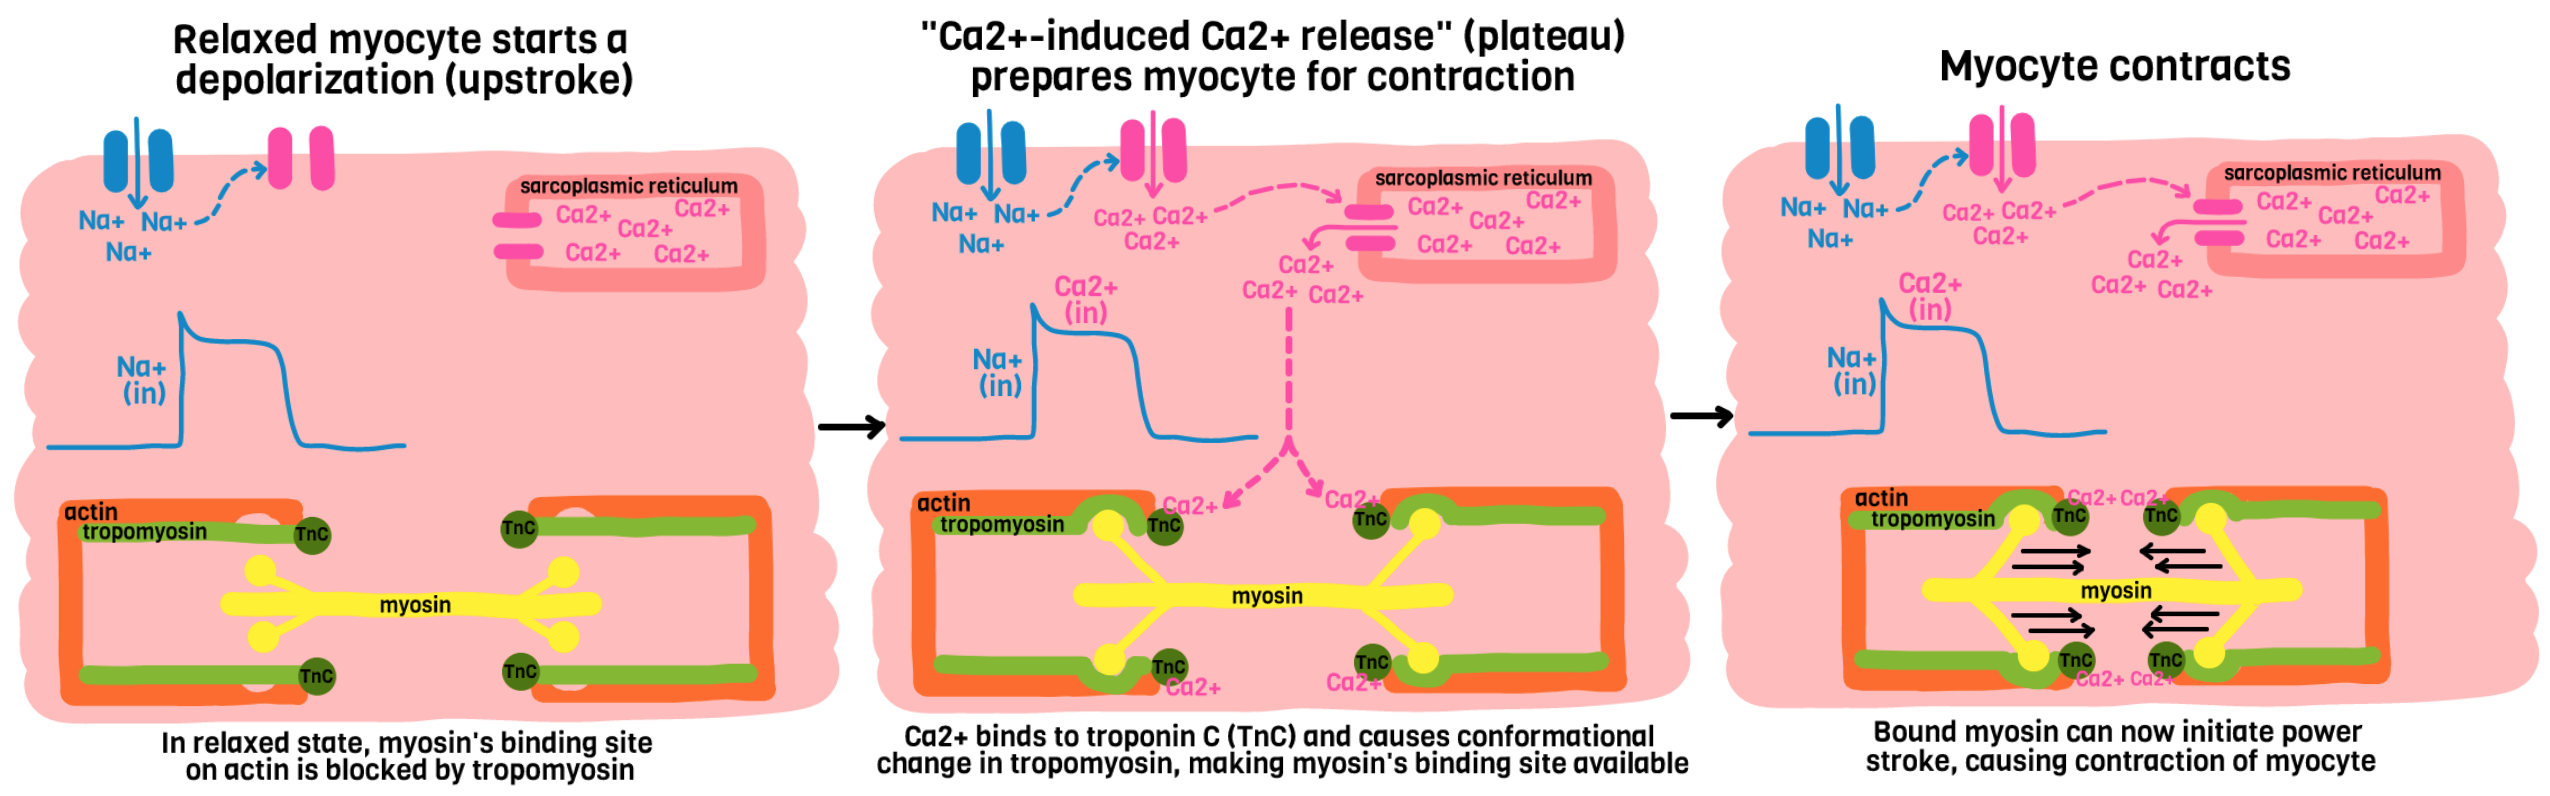 Relaxed myocyte starts a
depolarization (upstroke)
Na+ Na+
Na+
sarcoplasmic reticulum
Ca2+ Ca2+
Ca2+
Ca2+ Ca2+
Na+
(in)
actin
tropomyosin TnC
TnC
myosin
TnC
TnC
In relaxed state, myosin's binding site
on actin is blocked by tropomyosin
"Ca2+-induced Ca2+ release" (plateau)
prepares myocyte for contraction
Na+ Na+
Na+
Ca2+ Ca2+
Ca2+
sarcoplasmic reticulum
Ca2+ Ca2+
Ca2+
Ca2+ Ca2+
Ca2+
Ca2+ Ca2+
Ca2+
(in)
Na+
(in)
actin
tropomyosin
Ca2+
TnC
Ca2+
TnC
myosin
TnC
Ca2+
TnC
Ca2+
Ca2+ binds to troponin C (TnC) and causes conformational
change in tropomyosin, making myosin's binding site available
Myocyte contracts
Na+ Na+
Na+
Ca2+ Ca2+
Ca2+
sarcoplasmic reticulum
Ca2+ Ca2+
Ca2+
Ca2+ Ca2+
Ca2+
Ca2+ Ca2+
Ca2+
(in)
Na+
(in)
actin
tropomyosin
Ca2+ Ca2+
TnC TnC
myosin
TnC TnC
Ca2+ Ca2+
Bound myosin can now initiate power
stroke, causing contraction of myocyte